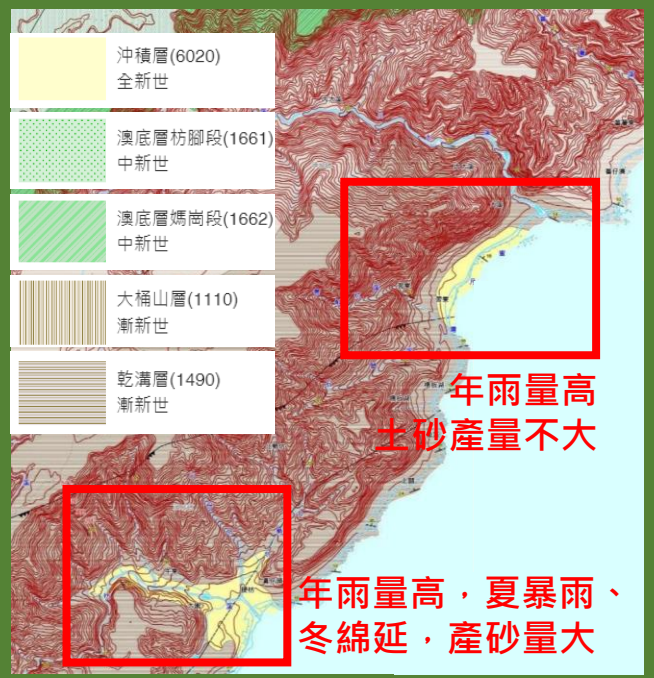 沖積層(6020)
全新世
澳底層枋腳段(1661)
中新世
澳底層媽崗段(1662)
中新世
大桶山層(1110)
漸新世
乾溝層(1490)
漸新世
年雨量高
土砂產量不大
年雨量高，夏暴雨、
冬綿延，產砂量大